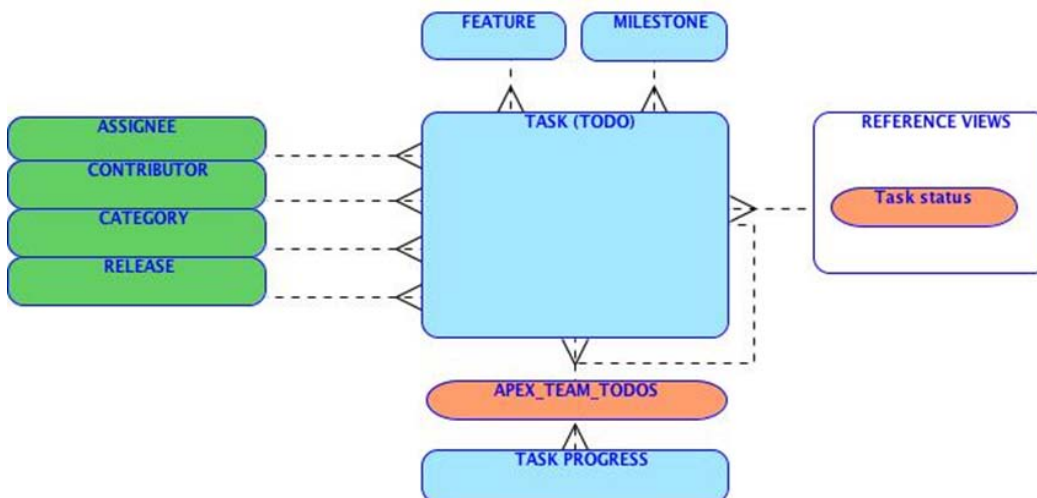 FEATURE
MILESTONE
TASK (TODO)
REFERENCE VIEWS
ASSIGNEE
CONTRIBUTOR
Task status
CATEGORY
RELEASE
APEX_TEAM_TODOS
TASK PROGRESS